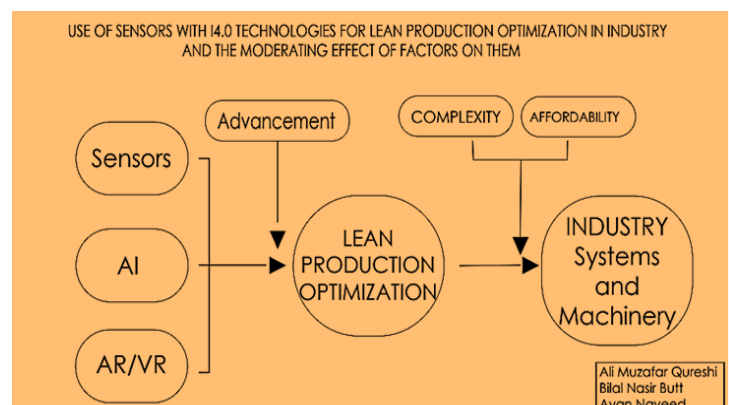 USE OF SENSORS WITH I4.0 TECHNOLOGIES FOR LEAN PRODUCTION OPTIMIZATION IN INDUSTRY
AND THE MODERATING EFFECT OF FACTORS ON THEM
Advancement
COMPLEXITY
AFFORDABILITY
Sensors
AI
AR/VR
LEAN
PRODUCTION
OPTIMIZATION
INDUSTRY
Systems
and
Machinery
Ali Muzafar Qureshi
Bilal Nasir Butt
Ayan Naveed